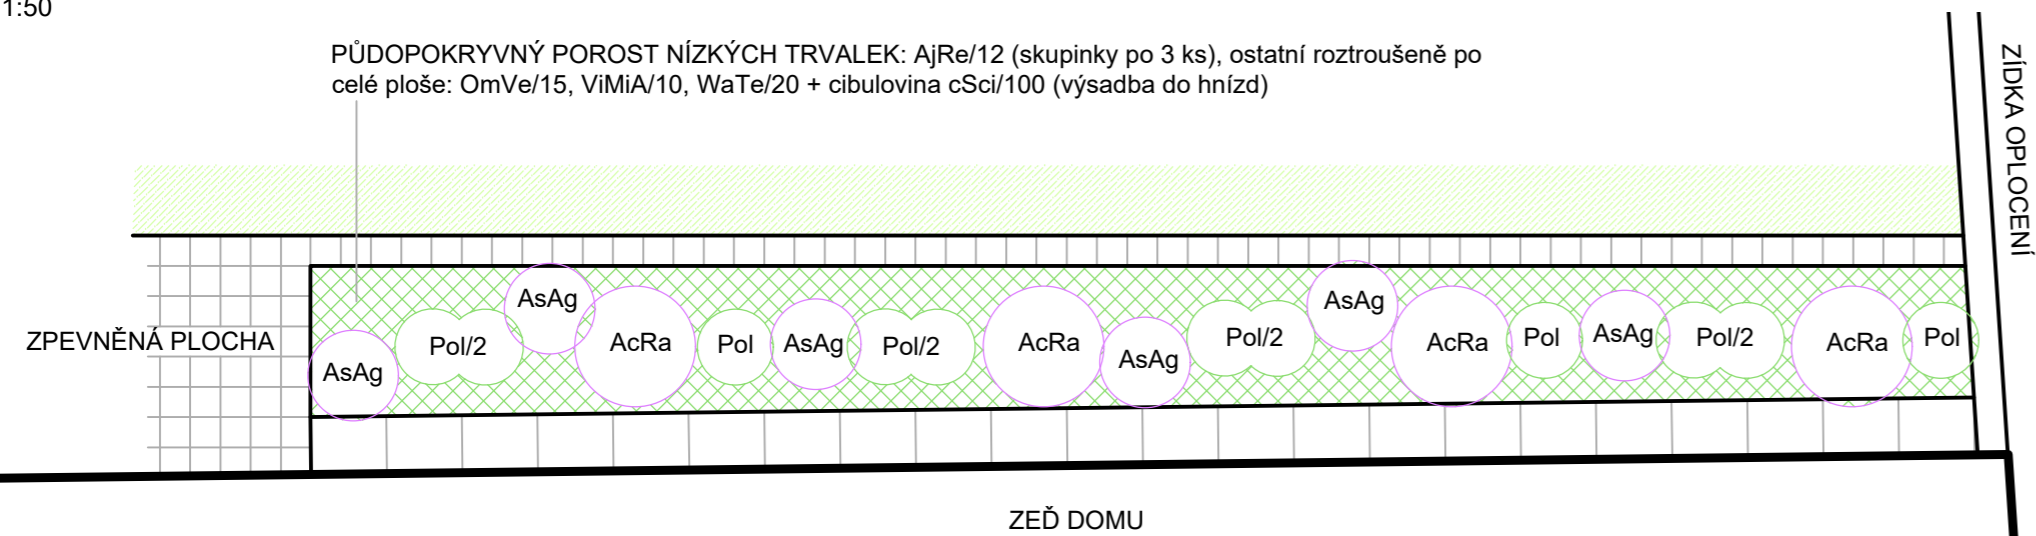 1:50
PŮDOPOKRYVNÝ POROST NÍZKÝCH TRVALEK: AjRe/12 (skupinky po 3 ks), ostatní roztroušeně po
celé ploše: OmVe/15, ViMiA/10, WaTe/20 + cibulovina cSci/100 (výsadba do hnízd)
ZÍDKA OPLOCENÍ
ZPEVNĚNÁ PLOCHA
AsAg
Pol/2
AsAg
AcRa
Pol
AsAg
Pol/2
AcRa
AsAg
Pol/2
AsAg
AcRa
Pol
AsAg
Pol/2
AcRa
Pol
ZEĎ DOMU